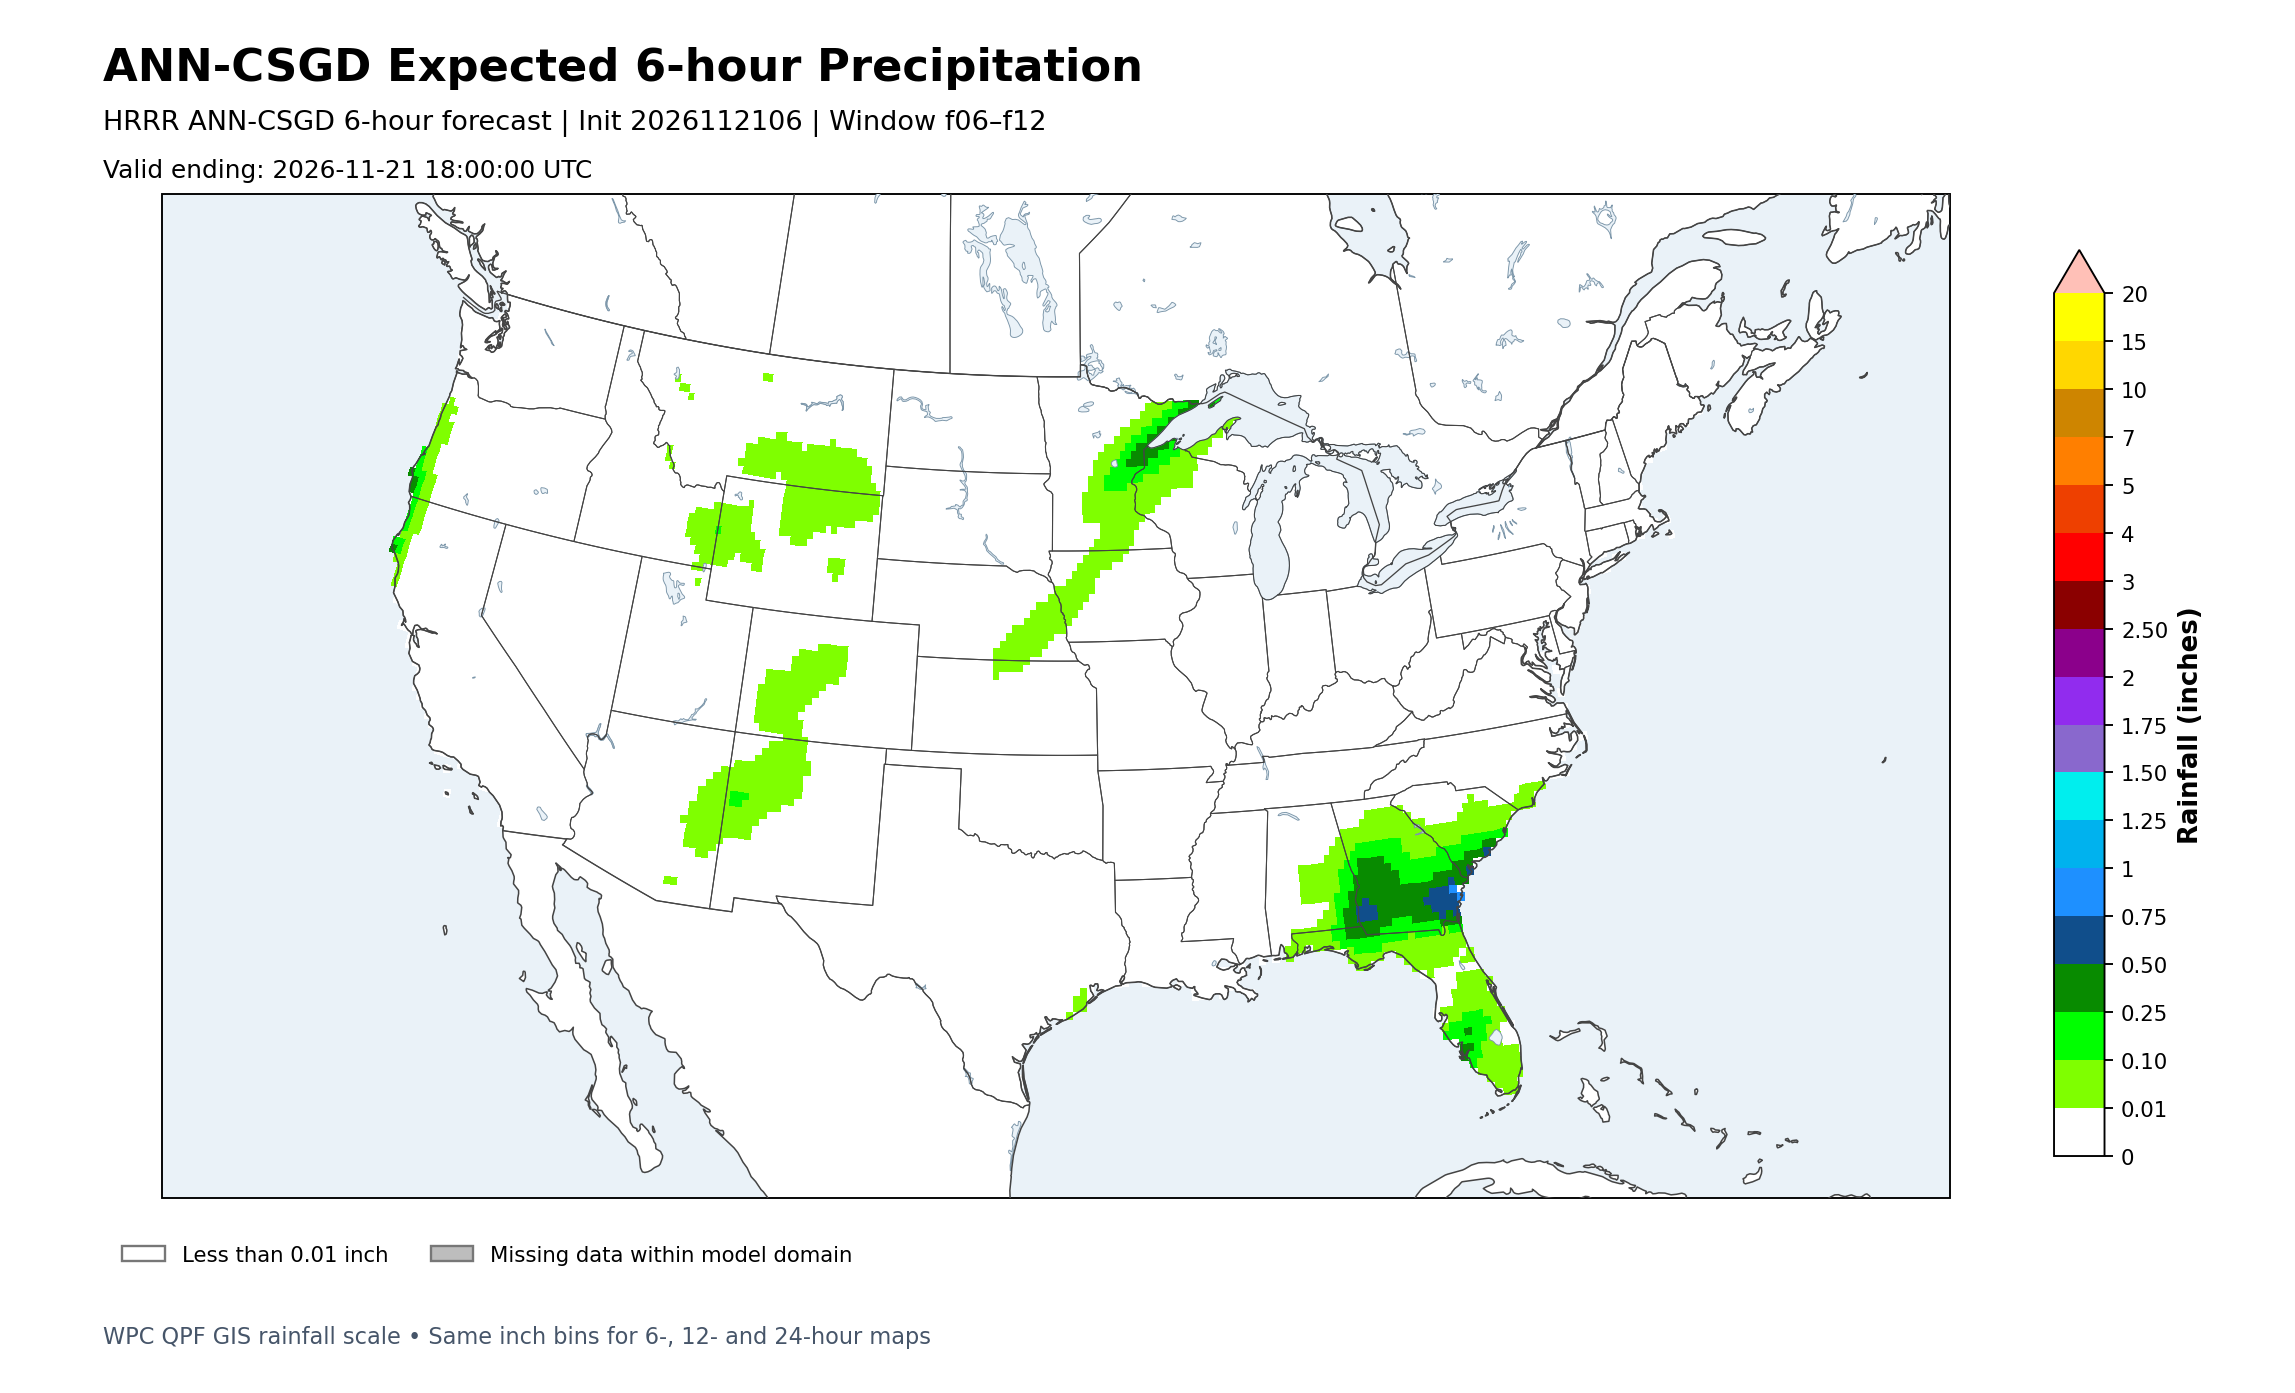 ANN-CSGD Expected 6-hour Precipitation
HRRR ANN-CSGD 6-hour forecast | Init 2026112106 | Window f06–f12
Valid ending: 2026-11-21 18:00:00 UTC
20
15
10
7
5
4
3
2.50
2
1.75
1.50
1.25
1
0.75
0.50
0.25
0.10
0.01
0
Rainfall (inches)
Less than 0.01 inch
Missing data within model domain
WPC QPF GIS rainfall scale • Same inch bins for 6-, 12- and 24-hour maps